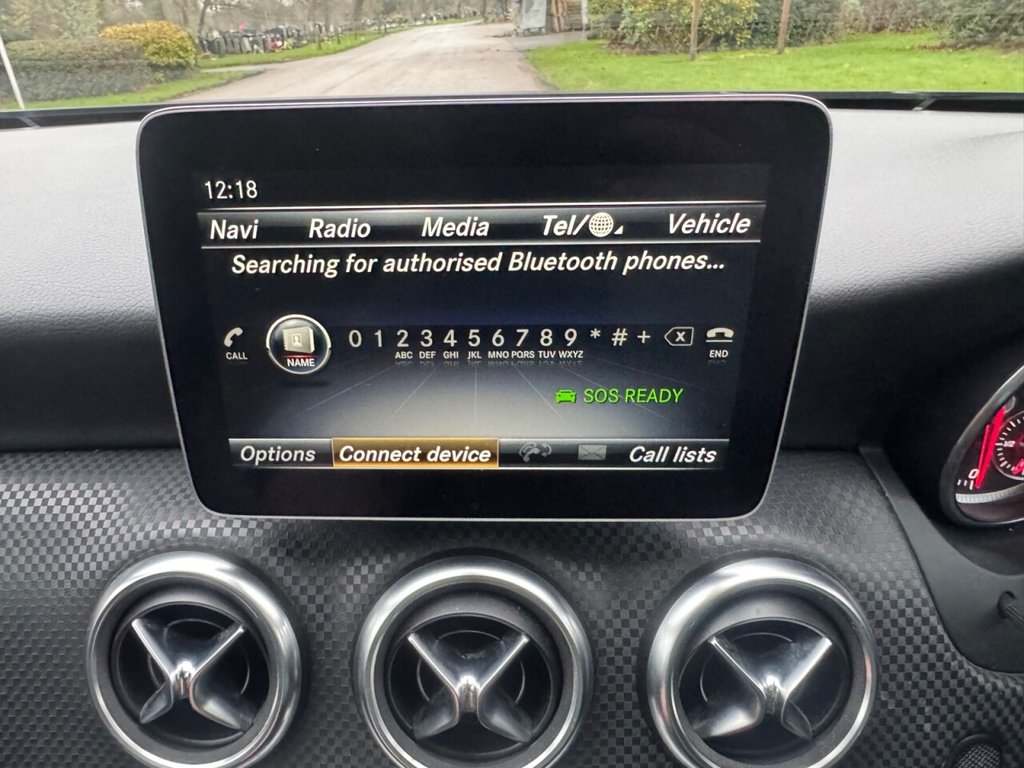 12:18
Navi Radio Media Tel/ Vehicle
Searching for authorised Bluetooth phones...
0 1 2 3 4 5 6 7 8 9 * # +
CALL NAME ABC DEF GHI JKL MNO PQRS TUV WXYZ END
SOS READY
Options Connect device Call lists
0